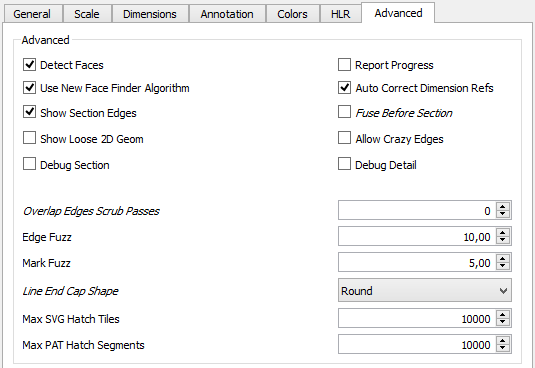 General Scale Dimensions Annotation Colors HLR Advanced
Advanced
Detect Faces Report Progress
Use New Face Finder Algorithm Auto Correct Dimension Refs
Show Section Edges Fuse Before Section
Show Loose 2D Geom Allow Crazy Edges
Debug Section Debug Detail
Overlap Edges Scrub Passes 0
Edge Fuzz 10,00
Mark Fuzz 5,00
Line End Cap Shape Round
Max SVG Hatch Tiles 10000
Max PAT Hatch Segments 10000